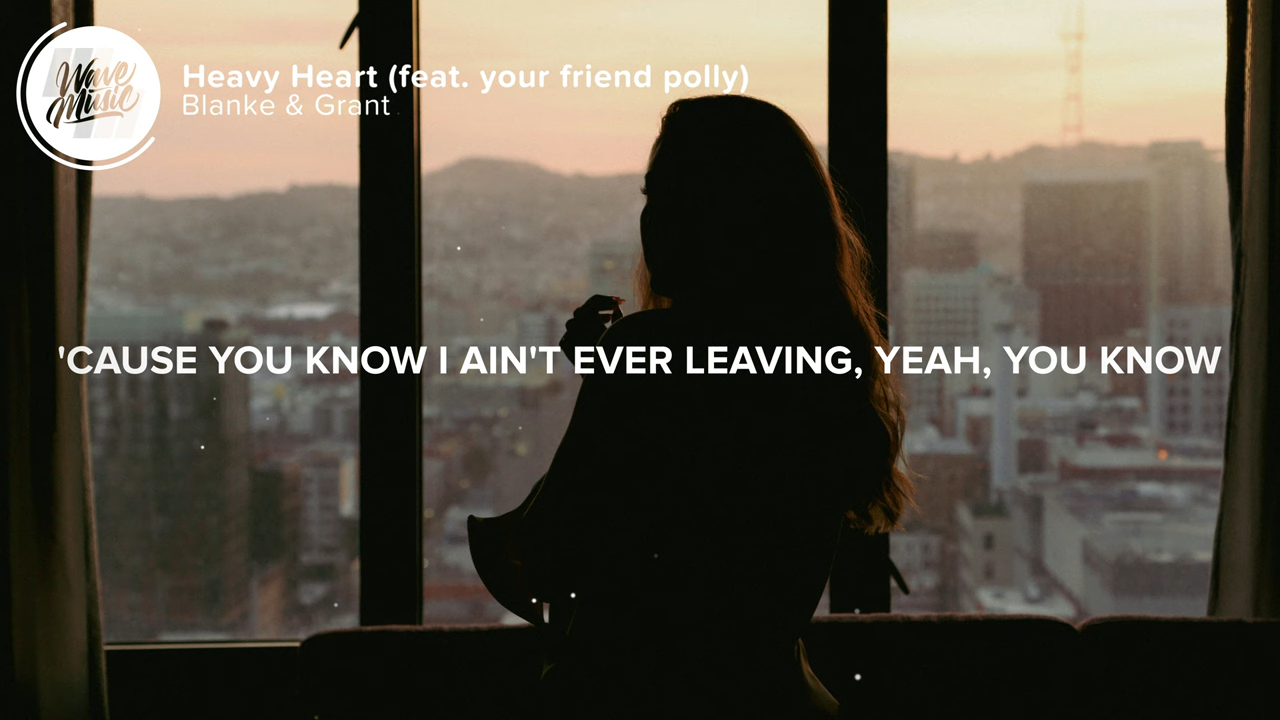 Wave
Music
Heavy Heart (feat. your friend polly)
Blanke & Grant
'CAUSE YOU KNOW I AIN'T EVER LEAVING, YEAH, YOU KNOW